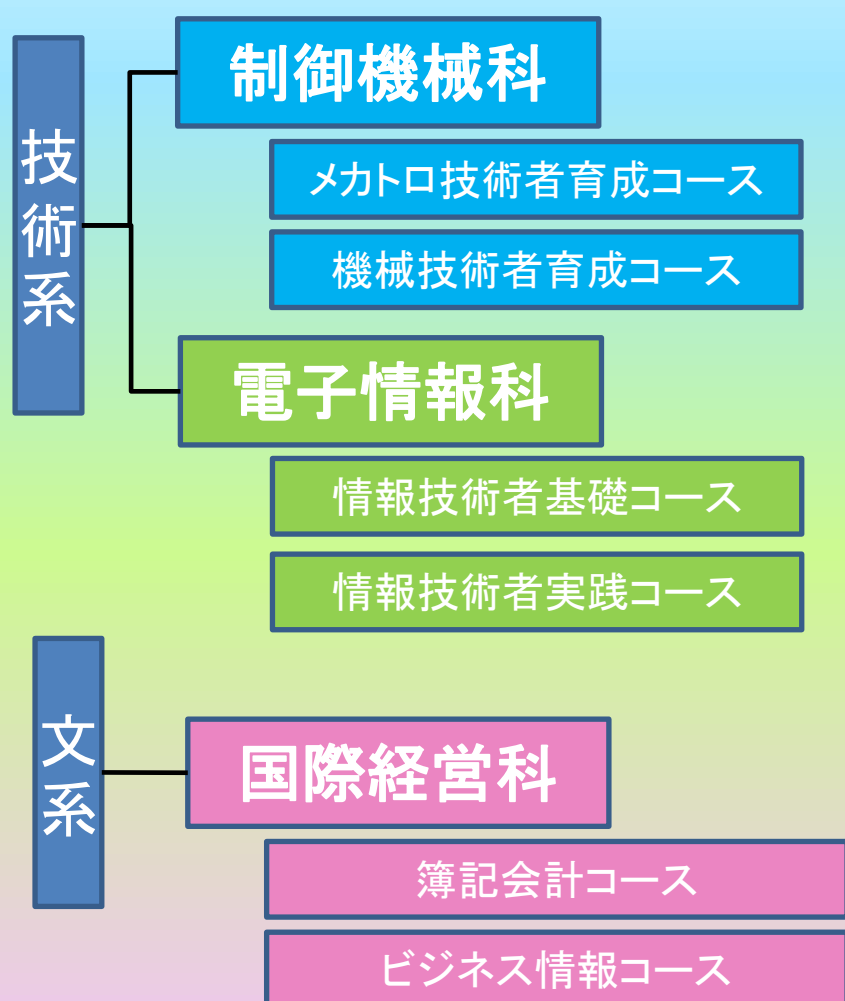 技術系
制御機械科
メカトロ技術者育成コース
機械技術者育成コース
電子情報科
情報技術者基礎コース
情報技術者実践コース
文系
国際経営科
簿記会計コース
ビジネス情報コース